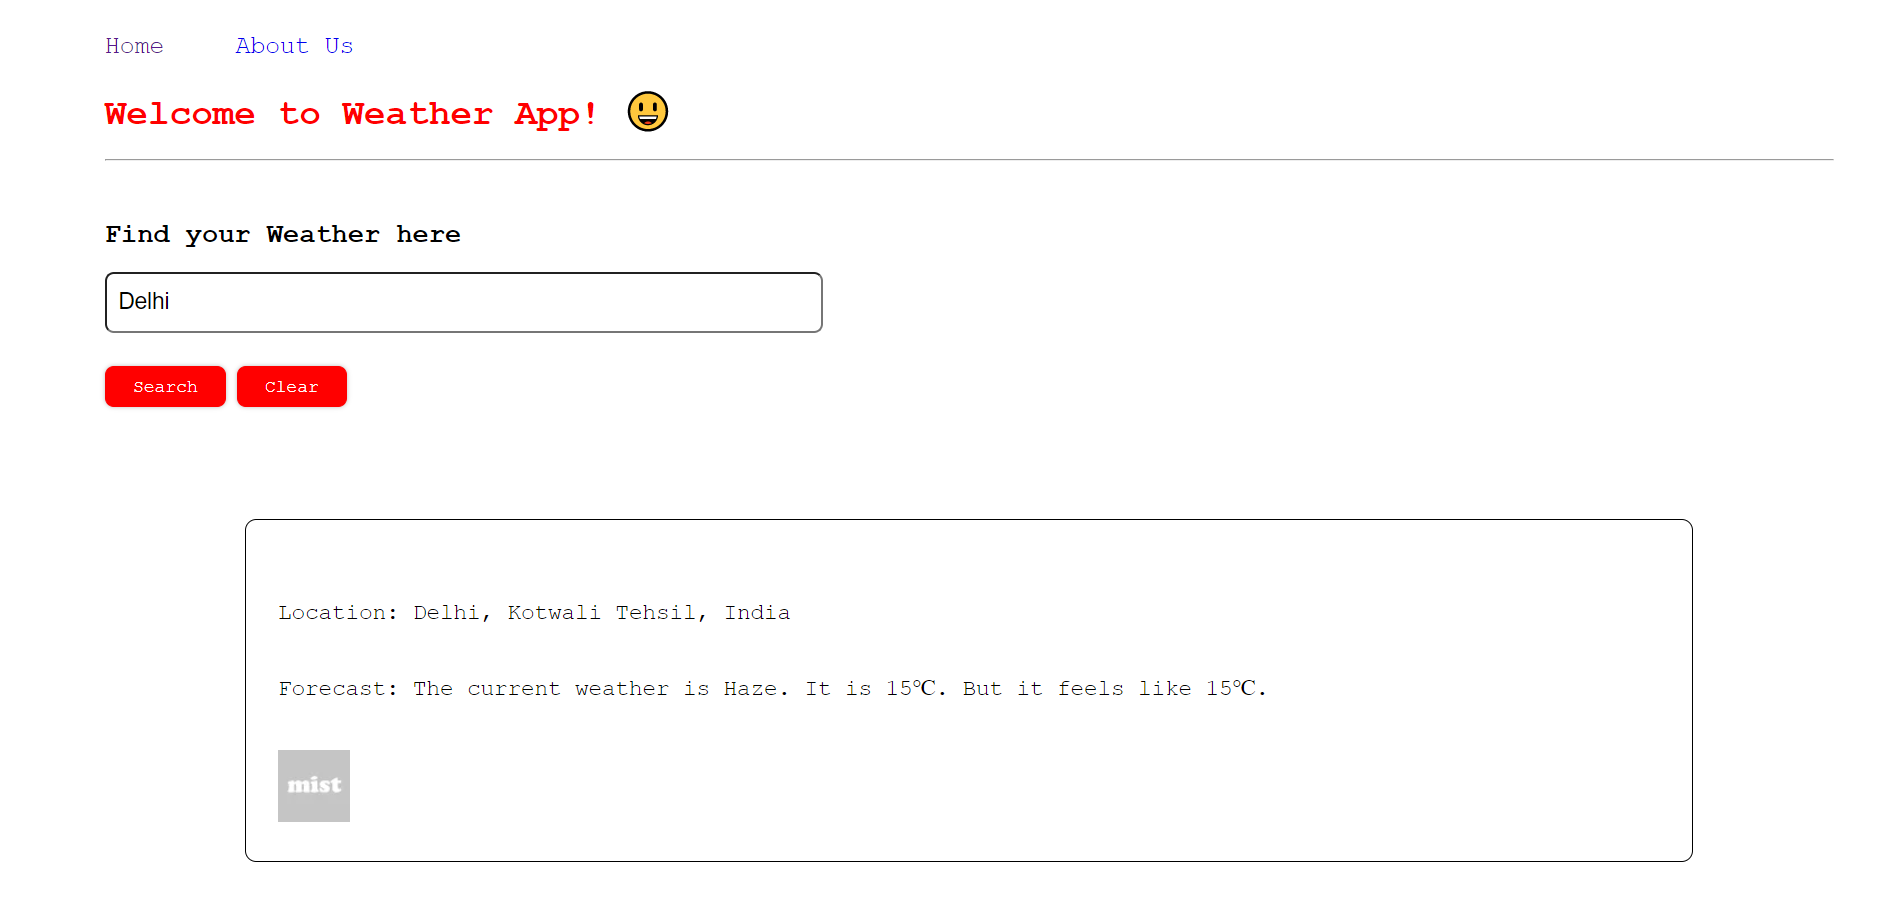 Home About Us
Welcome to Weather App! 😃
Find your Weather here
Delhi
Search Clear
Location: Delhi, Kotwali Tehsil, India
Forecast: The current weather is Haze. It is 15℃. But it feels like 15℃.
mist